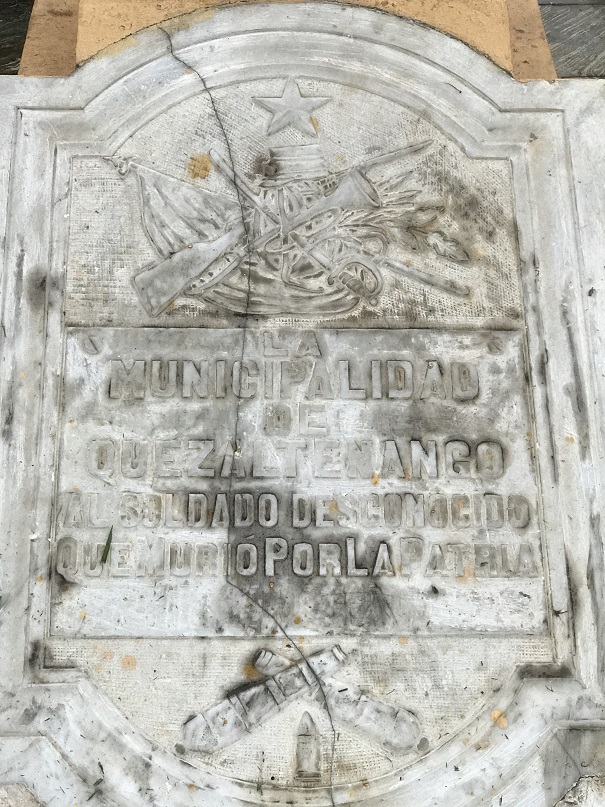 LA
MUNICIPALIDAD
DE
QUEZALTENANGO
AL SOLDADO DESCONOCIDO
QUE MURIÓ POR LA PATRIA